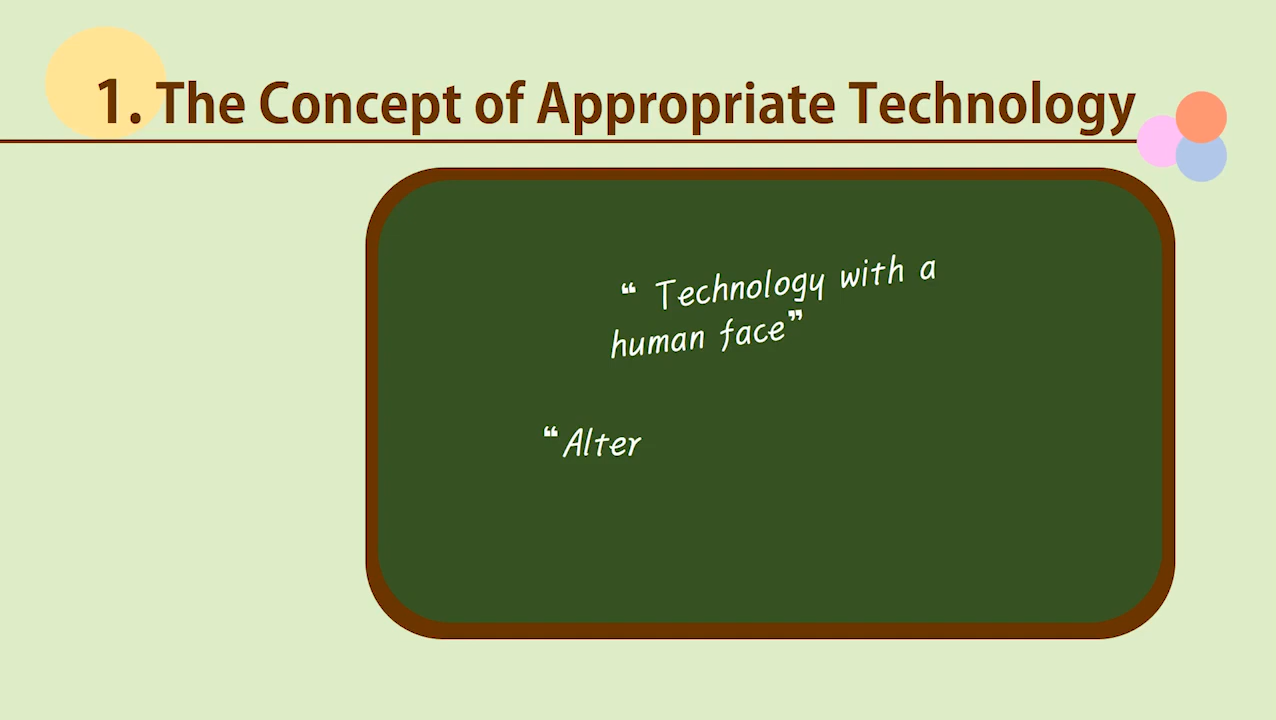 1. The Concept of Appropriate Technology
❝ Technology with a
human face❞
❝Alter